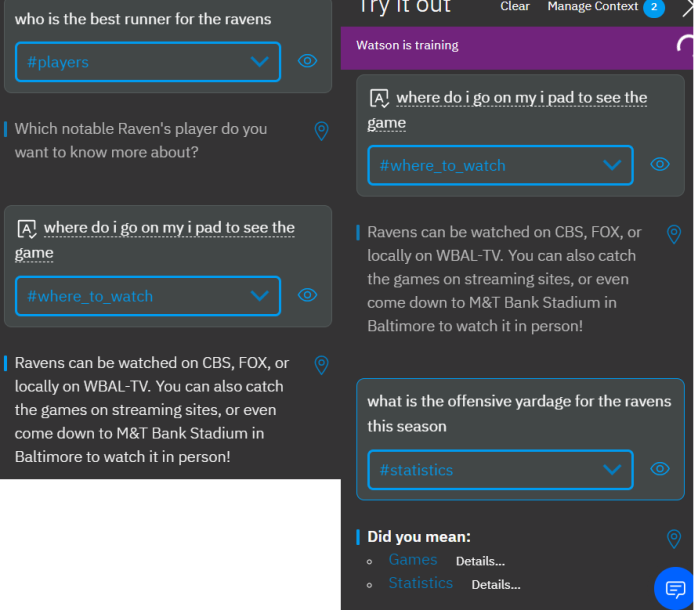 who is the best runner for the ravens
#players
Which notable Raven's player do you
want to know more about?
where do i go on my i pad to see the
game
#where_to_watch
Ravens can be watched on CBS, FOX, or
locally on WBAL-TV. You can also catch
the games on streaming sites, or even
come down to M&T Bank Stadium in
Baltimore to watch it in person!
Try it out
Clear
Manage Context 2
Watson is training
where do i go on my i pad to see the
game
#where_to_watch
Ravens can be watched on CBS, FOX, or
locally on WBAL-TV. You can also catch
the games on streaming sites, or even
come down to M&T Bank Stadium in
Baltimore to watch it in person!
what is the offensive yardage for the ravens
this season
#statistics
Did you mean:
Games Details...
Statistics Details...